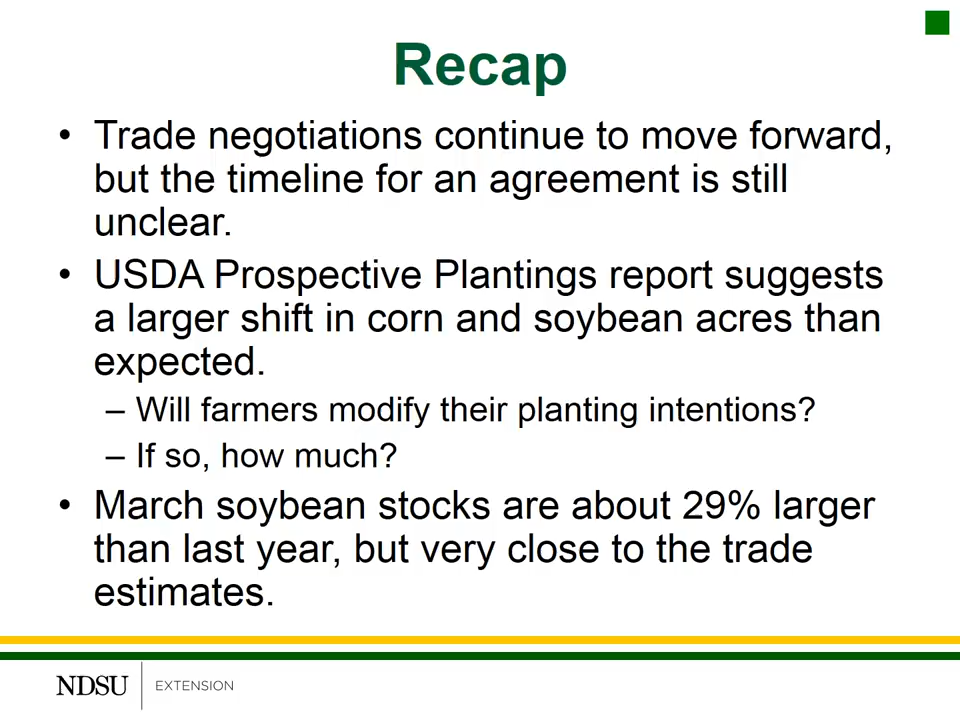 Recap
• Trade negotiations continue to move forward,
but the timeline for an agreement is still
unclear.
• USDA Prospective Plantings report suggests
a larger shift in corn and soybean acres than
expected.
– Will farmers modify their planting intentions?
– If so, how much?
• March soybean stocks are about 29% larger
than last year, but very close to the trade
estimates.
NDSU EXTENSION